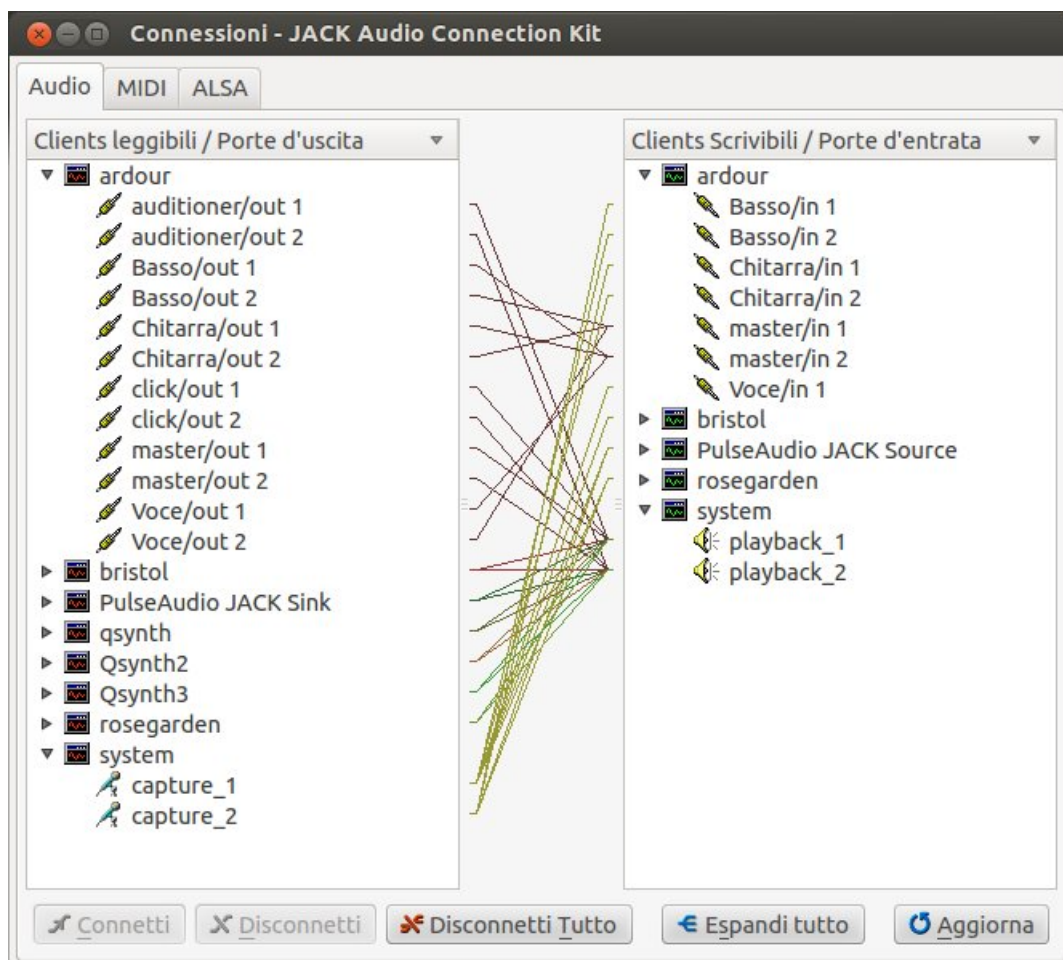 Connessioni - JACK Audio Connection Kit
Audio MIDI ALSA
Clients leggibili / Porte d'uscita
ardour
auditioner/out 1
auditioner/out 2
Basso/out 1
Basso/out 2
Chitarra/out 1
Chitarra/out 2
click/out 1
click/out 2
master/out 1
master/out 2
Voce/out 1
Voce/out 2
bristol
PulseAudio JACK Sink
qsynth
Qsynth2
Qsynth3
rosegarden
system
capture_1
capture_2
Clients Scrivibili / Porte d'entrata
ardour
Basso/in 1
Basso/in 2
Chitarra/in 1
Chitarra/in 2
master/in 1
master/in 2
Voce/in 1
bristol
PulseAudio JACK Source
rosegarden
system
playback_1
playback_2
Connetti Disconnetti Disconnetti Tutto Espandi tutto Aggiorna